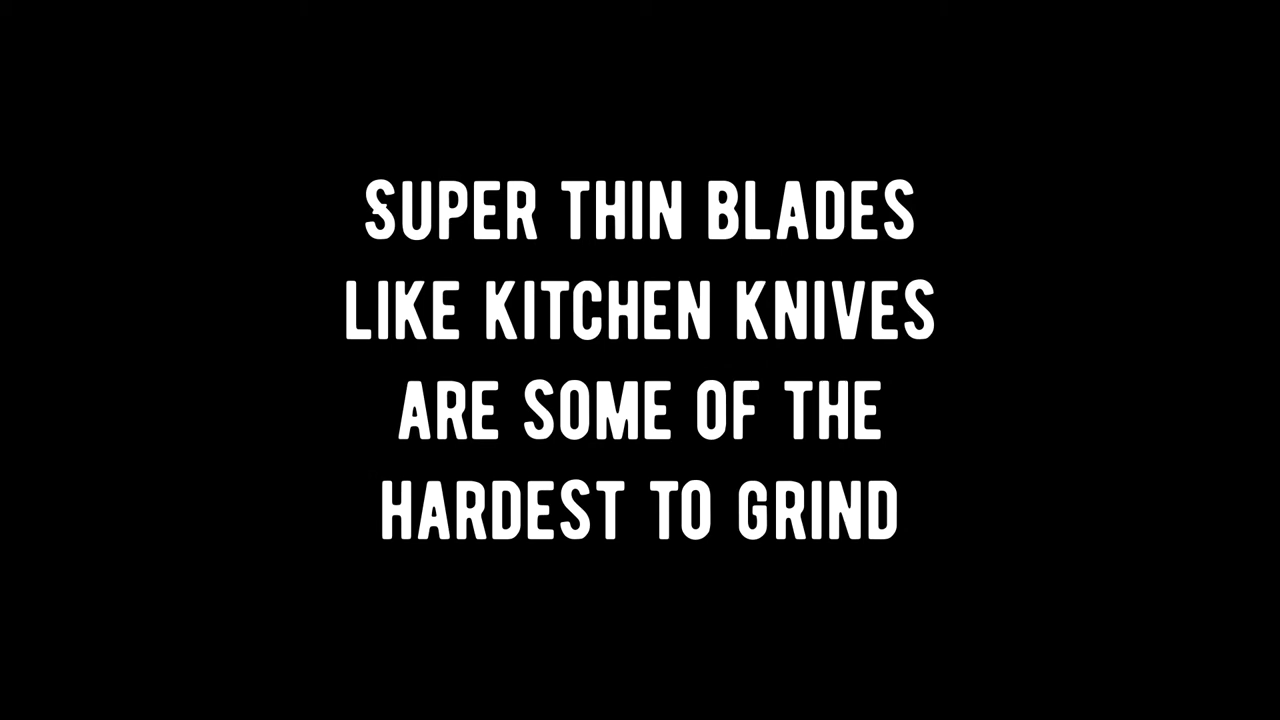 SUPER THIN BLADES
LIKE KITCHEN KNIVES
ARE SOME OF THE
HARDEST TO GRIND